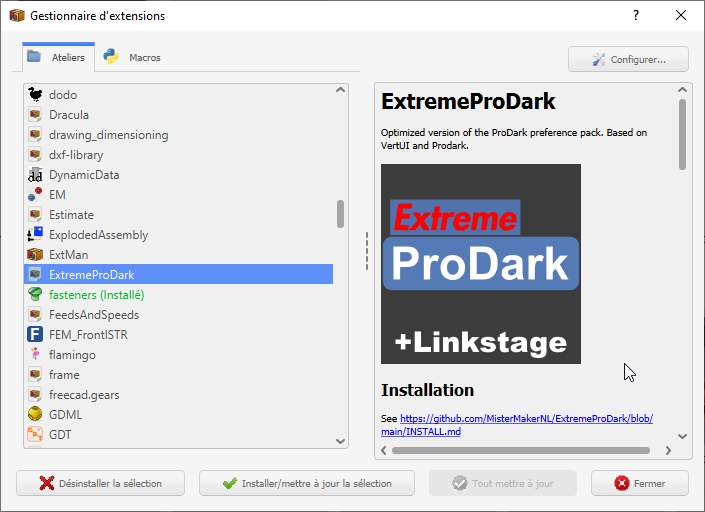 Gestionnaire d'extensions
?
Ateliers
Macros
Configurer...
dodo
Dracula
drawing_dimensioning
dxf-library
DynamicData
EM
Estimate
ExplodedAssembly
ExtMan
ExtremeProDark
fasteners (Installé)
FeedsAndSpeeds
FEM_FrontISTR
flamingo
frame
freecad.gears
GDML
GDT
ExtremeProDark
Optimized version of the ProDark preference pack. Based on
VertUI and Prodark.
Extreme
ProDark
+Linkstage
Installation
See https://github.com/MisterMakerNL/ExtremeProDark/blob/
main/INSTALL.md
Désinstaller la sélection
Installer/mettre à jour la sélection
Tout mettre à jour
Fermer